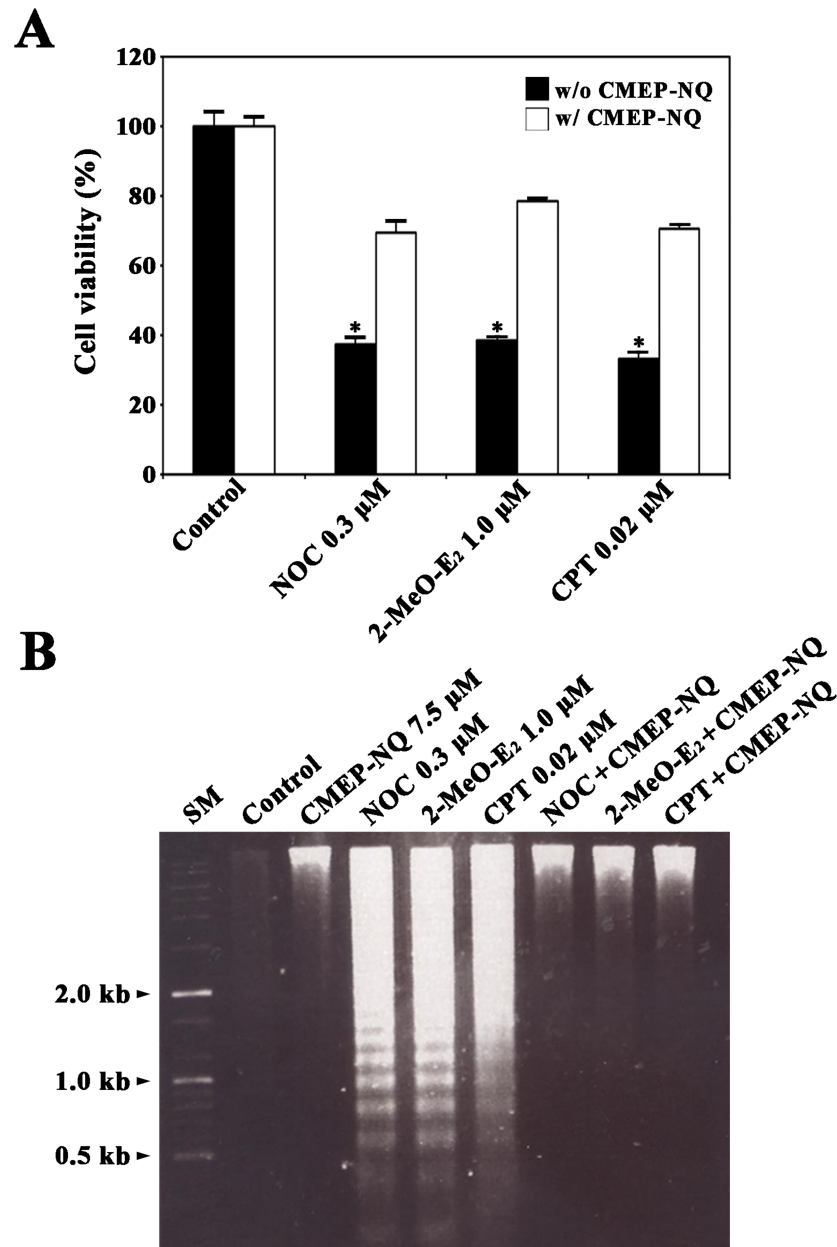 A
120
100
80
60
40
20
0
Cell viability (%)
w/o CMEP-NQ
w/ CMEP-NQ
*
*
*
Control
NOC 0.3 µM
2-MeO-E₂ 1.0 µM
CPT 0.02 µM
B
SM
Control
CMEP-NQ 7.5 µM
NOC 0.3 µM
2-MeO-E₂ 1.0 µM
CPT 0.02 µM
NOC+CMEP-NQ
2-MeO-E₂+CMEP-NQ
CPT+CMEP-NQ
2.0 kb
1.0 kb
0.5 kb